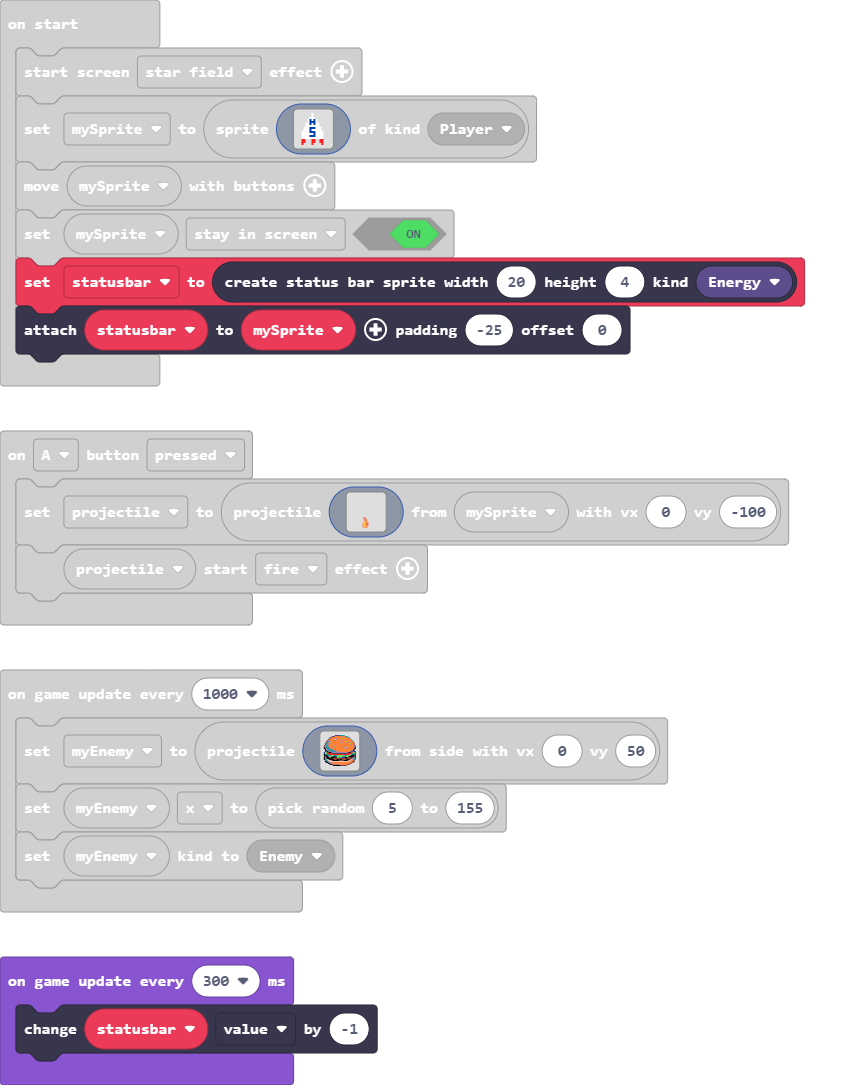 on start
start screen star field effect
set mySprite to sprite H S of kind Player
move mySprite with buttons
set mySprite stay in screen ON
set statusbar to create status bar sprite width 20 height 4 kind Energy
attach statusbar to mySprite padding -25 offset 0
on A button pressed
set projectile to projectile from mySprite with vx 0 vy -100
projectile start fire effect
on game update every 1000 ms
set myEnemy to projectile from side with vx 0 vy 50
set myEnemy x to pick random 5 to 155
set myEnemy kind to Enemy
on game update every 300 ms
change statusbar value by -1